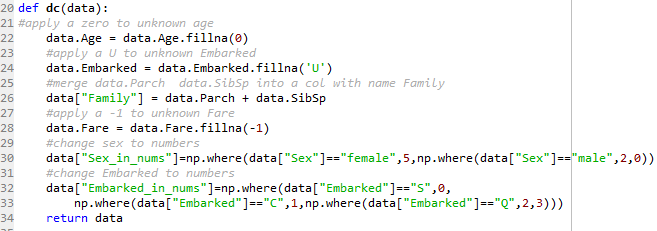 20 def dc(data):
21 #apply a zero to unknown age
22     data.Age = data.Age.fillna(0)
23     #apply a U to unknown Embarked
24     data.Embarked = data.Embarked.fillna('U')
25     #merge data.Parch  data.SibSp into a col with name Family
26     data["Family"] = data.Parch + data.SibSp
27     #apply a -1 to unknown Fare
28     data.Fare = data.Fare.fillna(-1)
29     #change sex to numbers
30     data["Sex_in_nums"]=np.where(data["Sex"]=="female",5,np.where(data["Sex"]=="male",2,0))
31     #change Embarked to numbers
32     data["Embarked_in_nums"]=np.where(data["Embarked"]=="S",0,
33         np.where(data["Embarked"]=="C",1,np.where(data["Embarked"]=="Q",2,3)))
34     return data